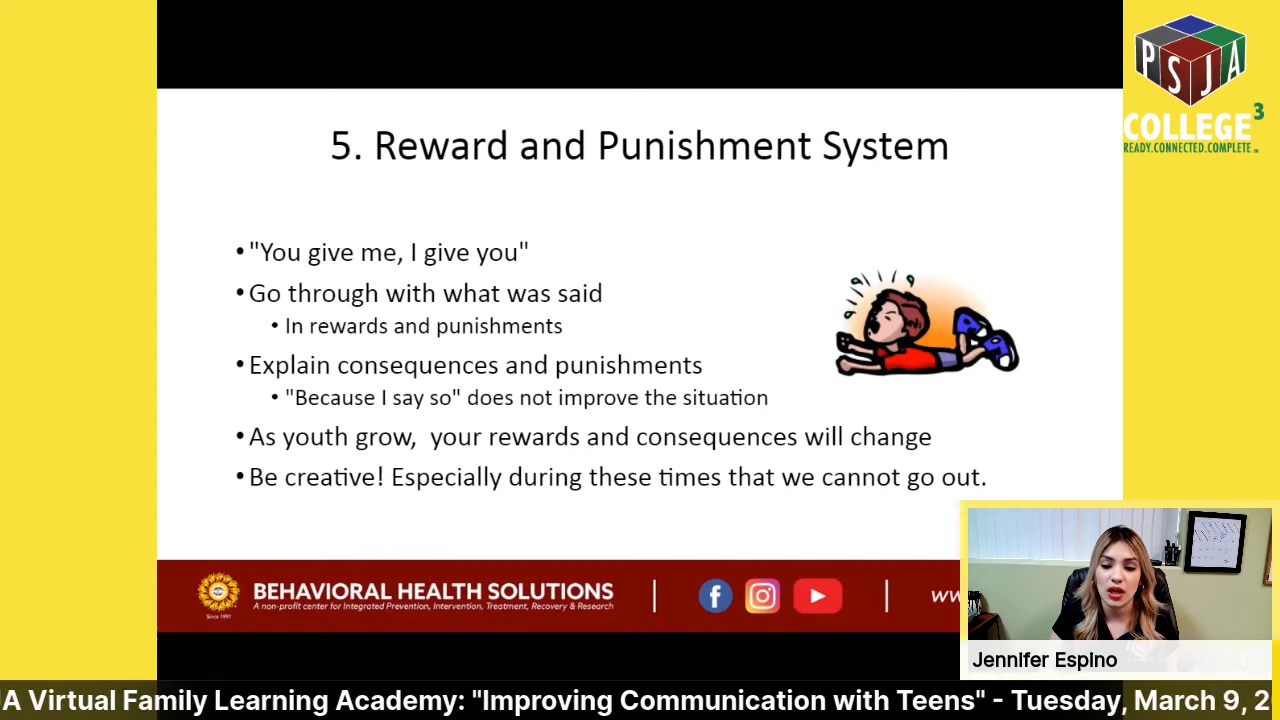 PSJA
COLLEGE³
READY.CONNECTED.COMPLETE
5. Reward and Punishment System
•"You give me, I give you"
•Go through with what was said
• In rewards and punishments
•Explain consequences and punishments
• "Because I say so" does not improve the situation
•As youth grow,  your rewards and consequences will change
•Be creative! Especially during these times that we cannot go out.
BEHAVIORAL HEALTH SOLUTIONS
A non-profit center for Integrated Prevention, Intervention, Treatment, Recovery & Research
Since 1991
ww
Jennifer Espino
JA Virtual Family Learning Academy: "Improving Communication with Teens" - Tuesday, March 9, 2